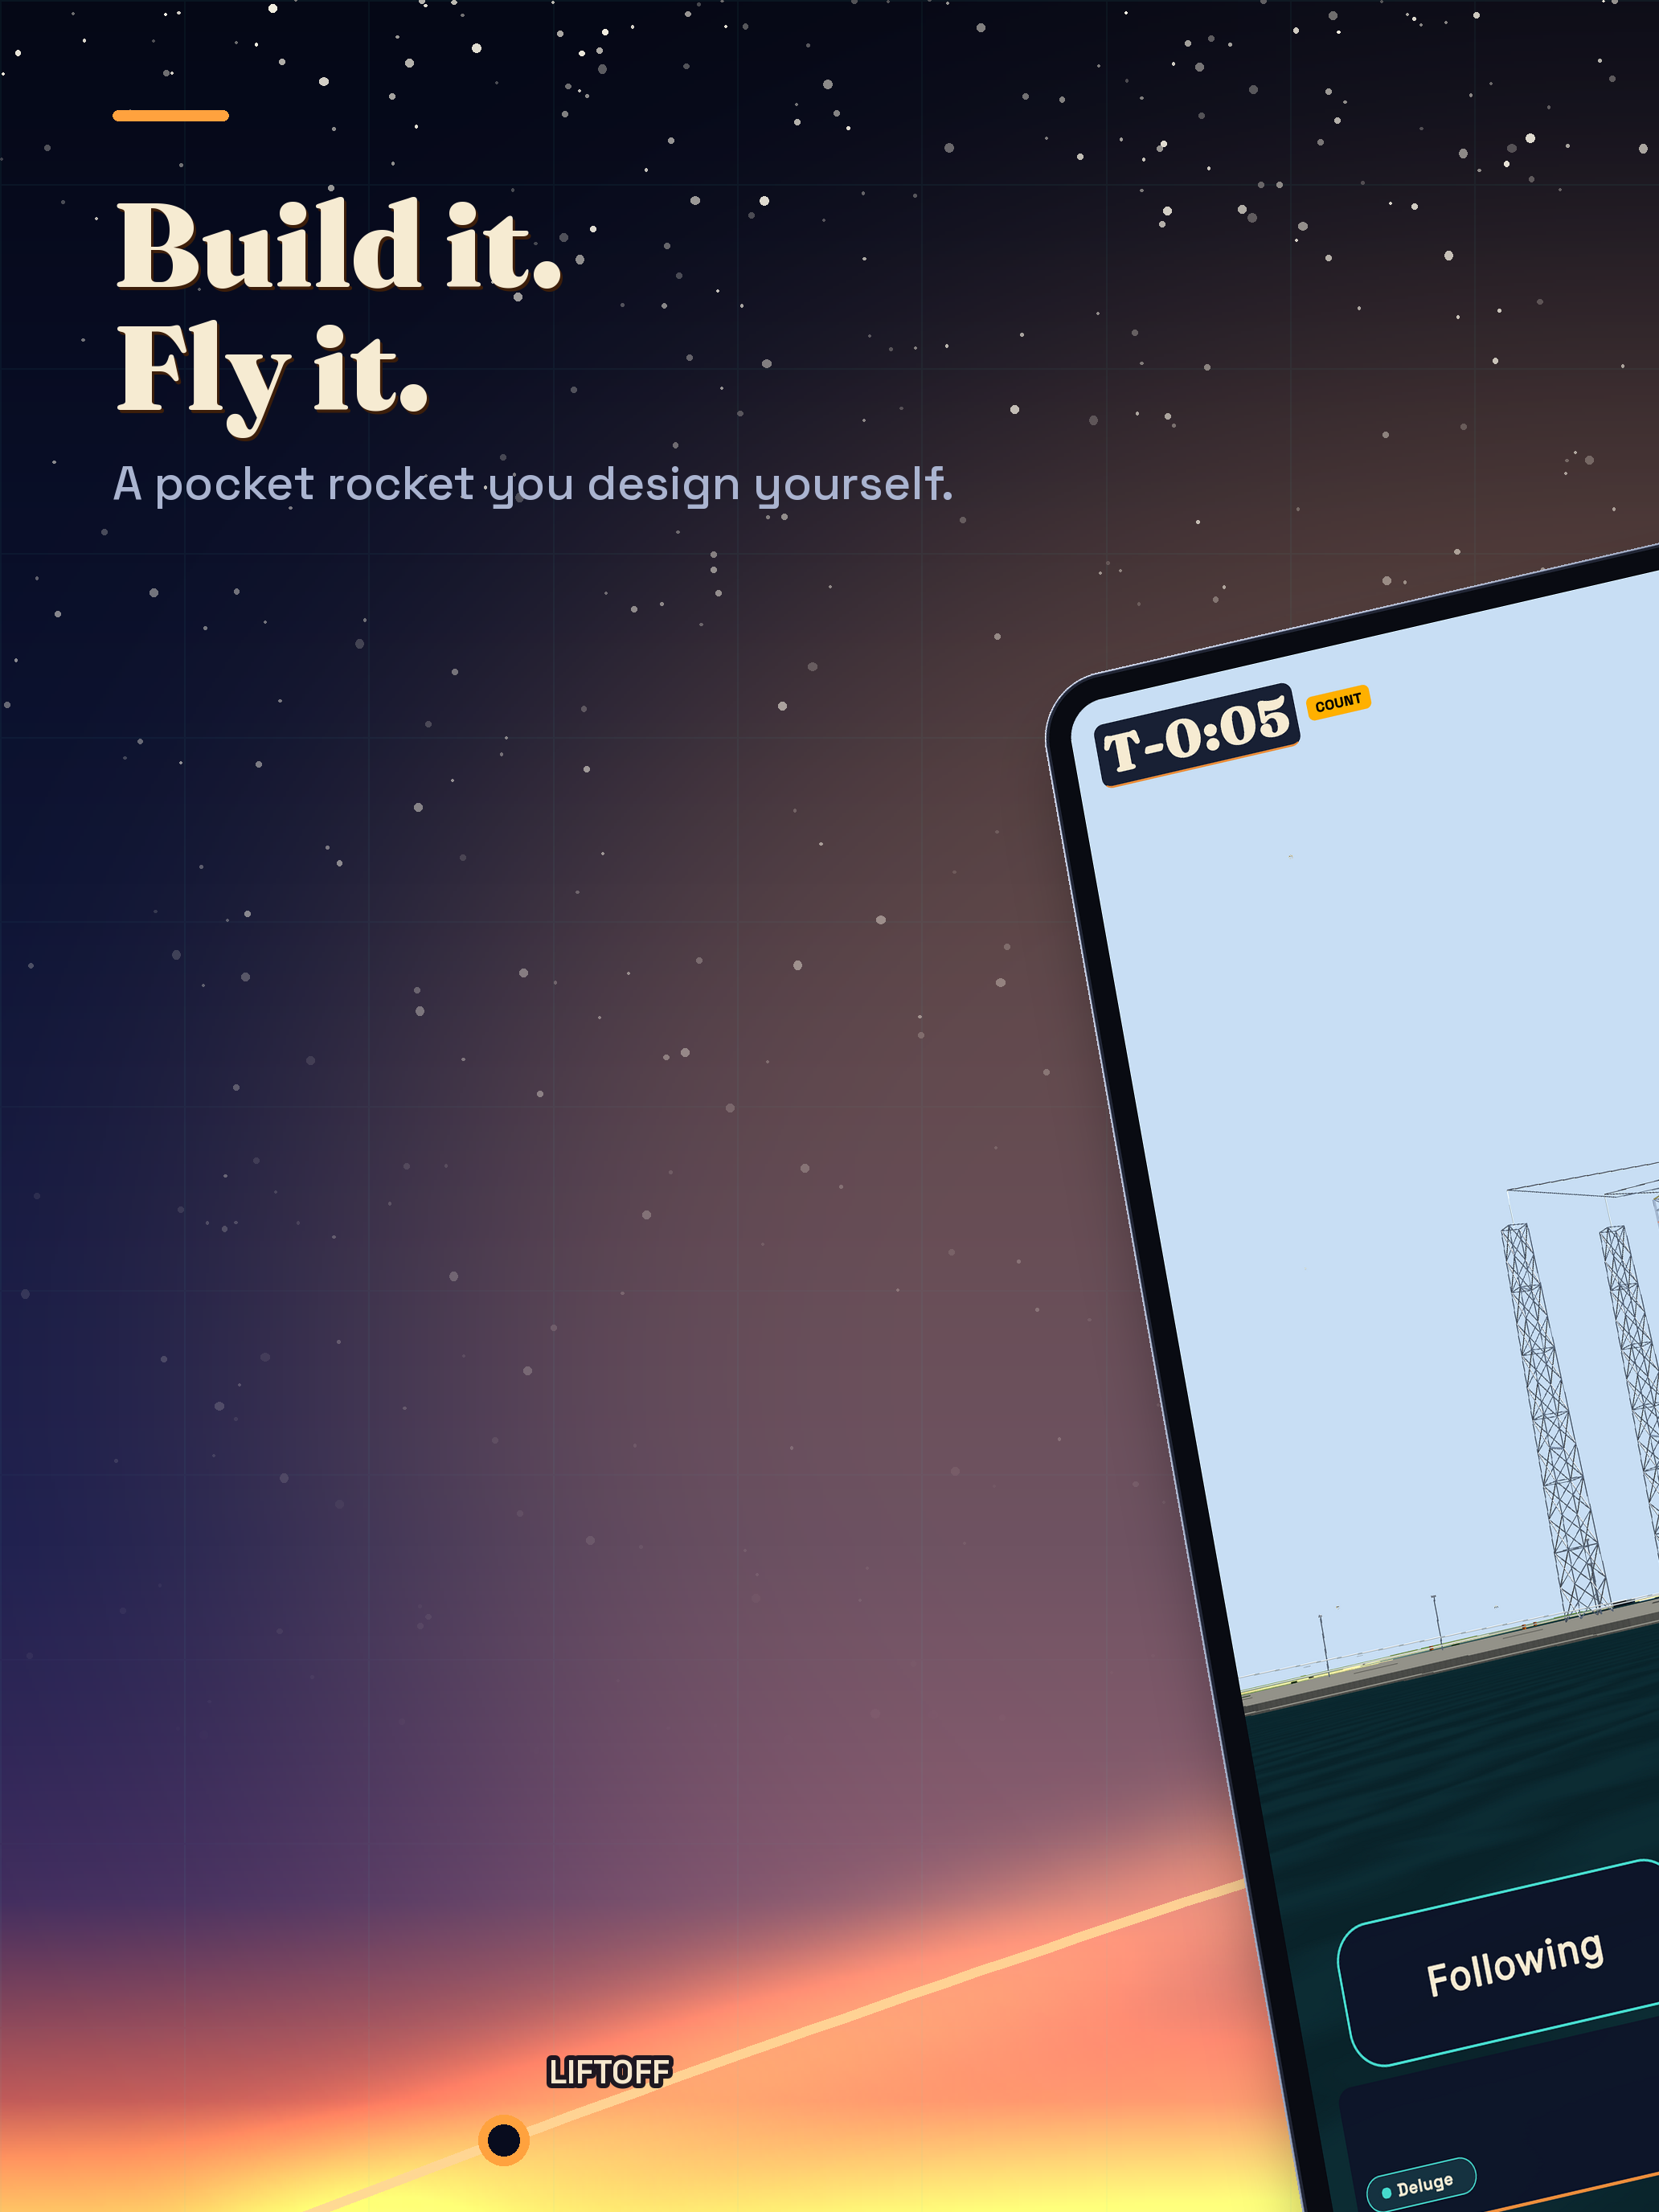 Build it.
Fly it.
A pocket rocket you design yourself.
T-0:05
COUNT
Following
LIFTOFF
Deluge